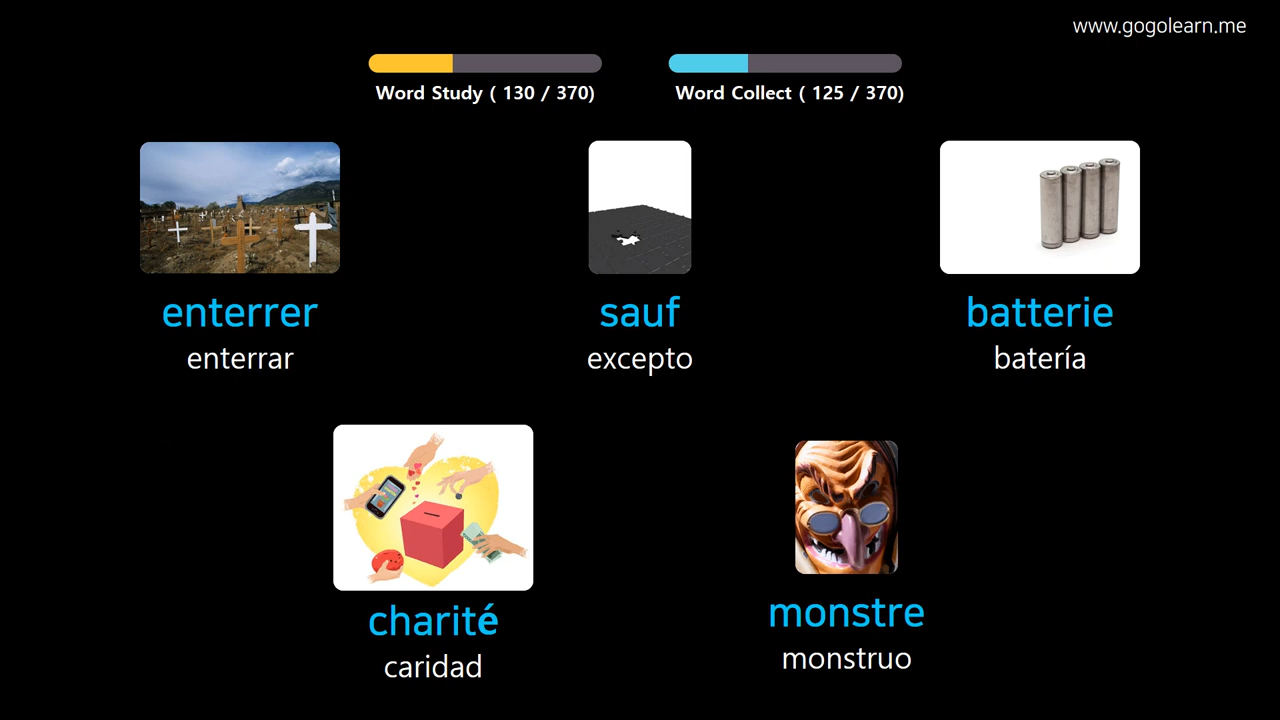 www.gogolearn.me
Word Study ( 130 / 370)
Word Collect ( 125 / 370)
enterrer
enterrar
sauf
excepto
batterie
batería
charité
caridad
monstre
monstruo